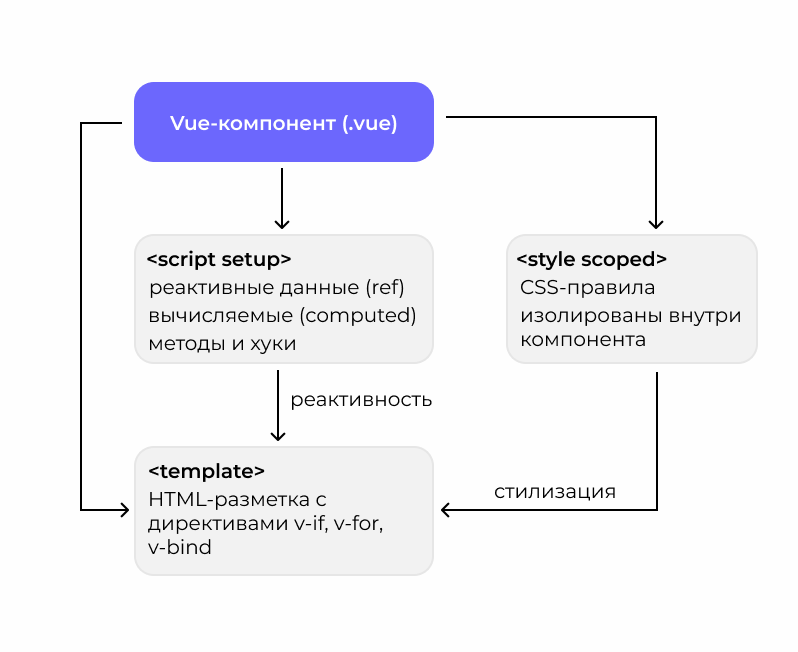 Vue-компонент (.vue)
<script setup>
реактивные данные (ref)
вычисляемые (computed)
методы и хуки
<style scoped>
CSS-правила
изолированы внутри
компонента
реактивность
<template>
HTML-разметка с
директивами v-if, v-for,
v-bind
стилизация